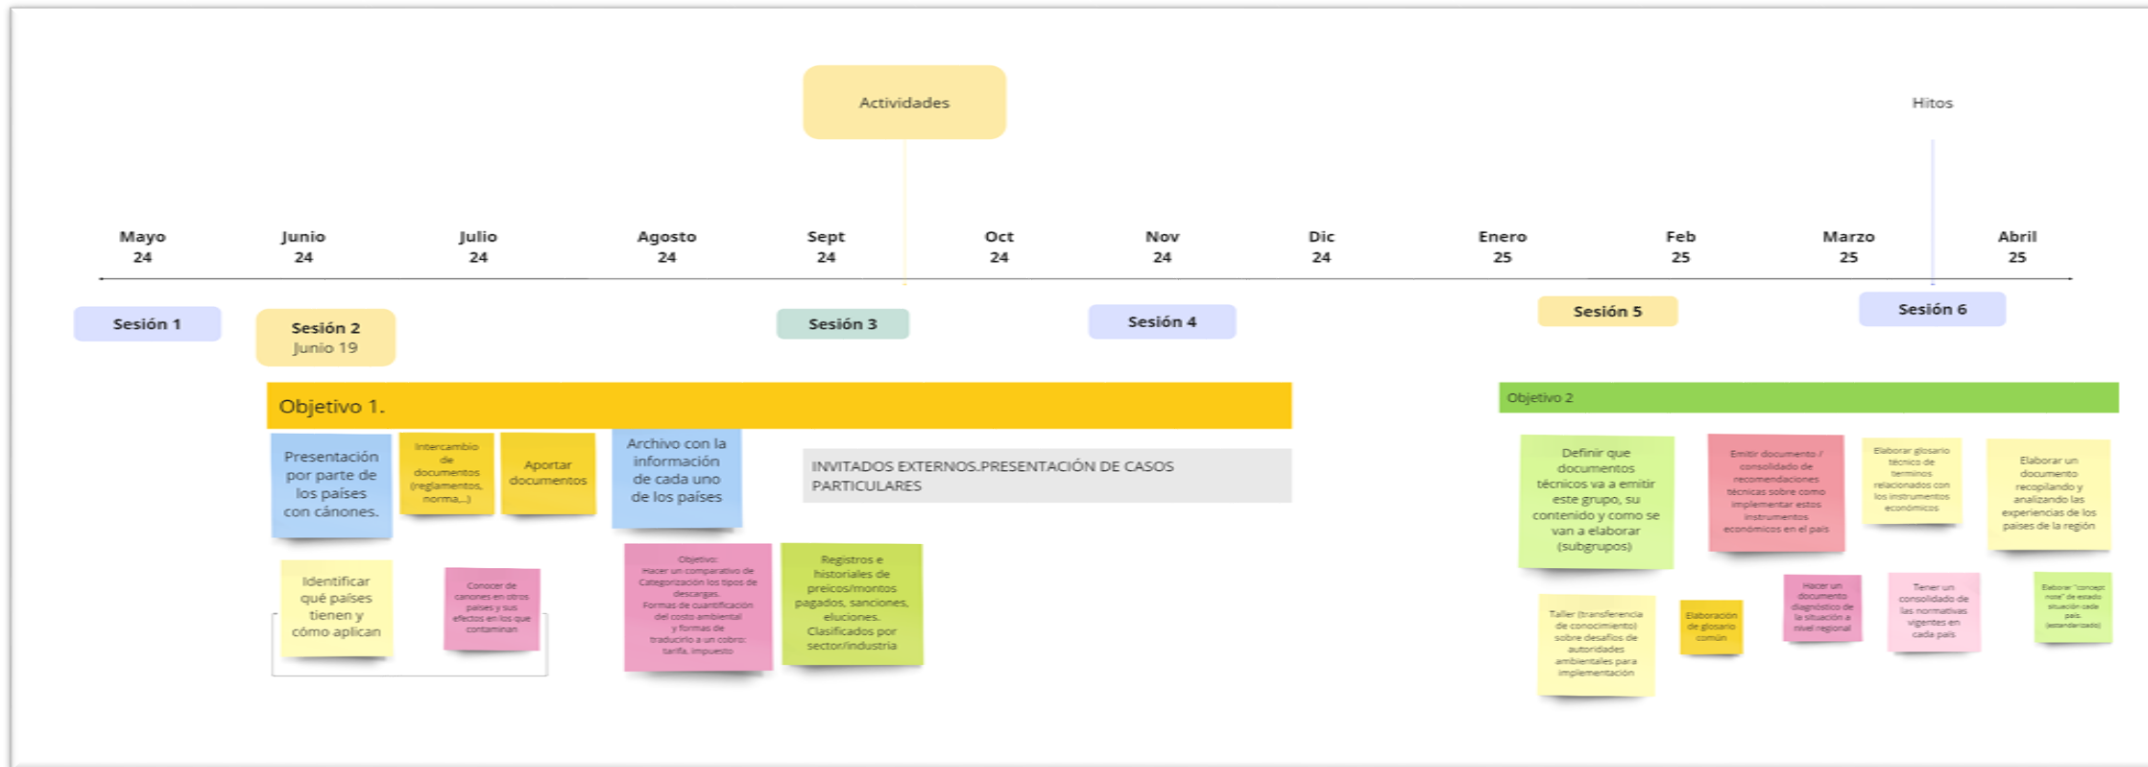 Actividades
Hitos
Mayo
24
Junio
24
Julio
24
Agosto
24
Sept
24
Oct
24
Nov
24
Dic
24
Enero
25
Feb
25
Marzo
25
Abril
25
Sesión 1
Sesión 2
Junio 19
Sesión 3
Sesión 4
Sesión 5
Sesión 6
Objetivo 1.
Objetivo 2
Presentación
por parte de
los países
con cánones.
Intercambio
de
documentos
(reglamentos,
norma,..)
Aportar
documentos
Archivo con la
información
de cada uno
de los países
INVITADOS EXTERNOS.PRESENTACIÓN DE CASOS
PARTICULARES
Identificar
qué países
tienen y
cómo aplican
Conocer de
canones en otros
países y sus
efectos en los que
contaminan
Objetivo:
Hacer un comparativo de
Categorización los tipos de
descargas.
Formas de cuantificación
del costo ambiental
y formas de
traducirlo a un cobro:
tarifa, impuesto
Registros e
historiales de
preicos/montos
pagados, sanciones,
eluciones.
Clasificados por
sector/industria
Definir que
documentos
técnicos va a emitir
este grupo, su
contenido y como se
van a elaborar
(subgrupos)
Emitir documento /
consolidado de
recomendaciones
técnicas sobre como
implementar estos
instrumentos
económicos en el país
Elaborar glosario
técnico de
terminos
relacionados con
los instrumentos
económicos
Elaborar un
documento
recopilando y
analizando las
experiencias de los
países de la región
Taller (transferencia
de conocimiento)
sobre desafíos de
autoridades
ambientales para
implementación
Elaboración
de glosario
común
Hacer un
documento
diagnóstico de
la situación a
nivel regional
Tener un
consolidado de
las normativas
vigentes en
cada país
Elaborar "concept
note" de estado
situación cada
país.
(estandarizado)